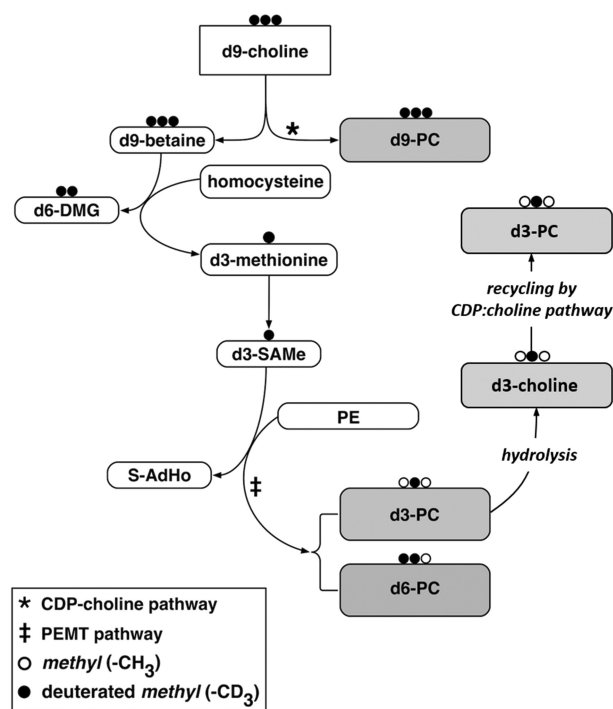 d9-choline
*
d9-betaine
d9-PC
homocysteine
d6-DMG
d3-methionine
d3-PC
recycling by
CDP:choline pathway
d3-SAMe
d3-choline
PE
S-AdHo
hydrolysis
‡
d3-PC
d6-PC
* CDP-choline pathway
‡ PEMT pathway
methyl (-CH₃)
deuterated methyl (-CD₃)